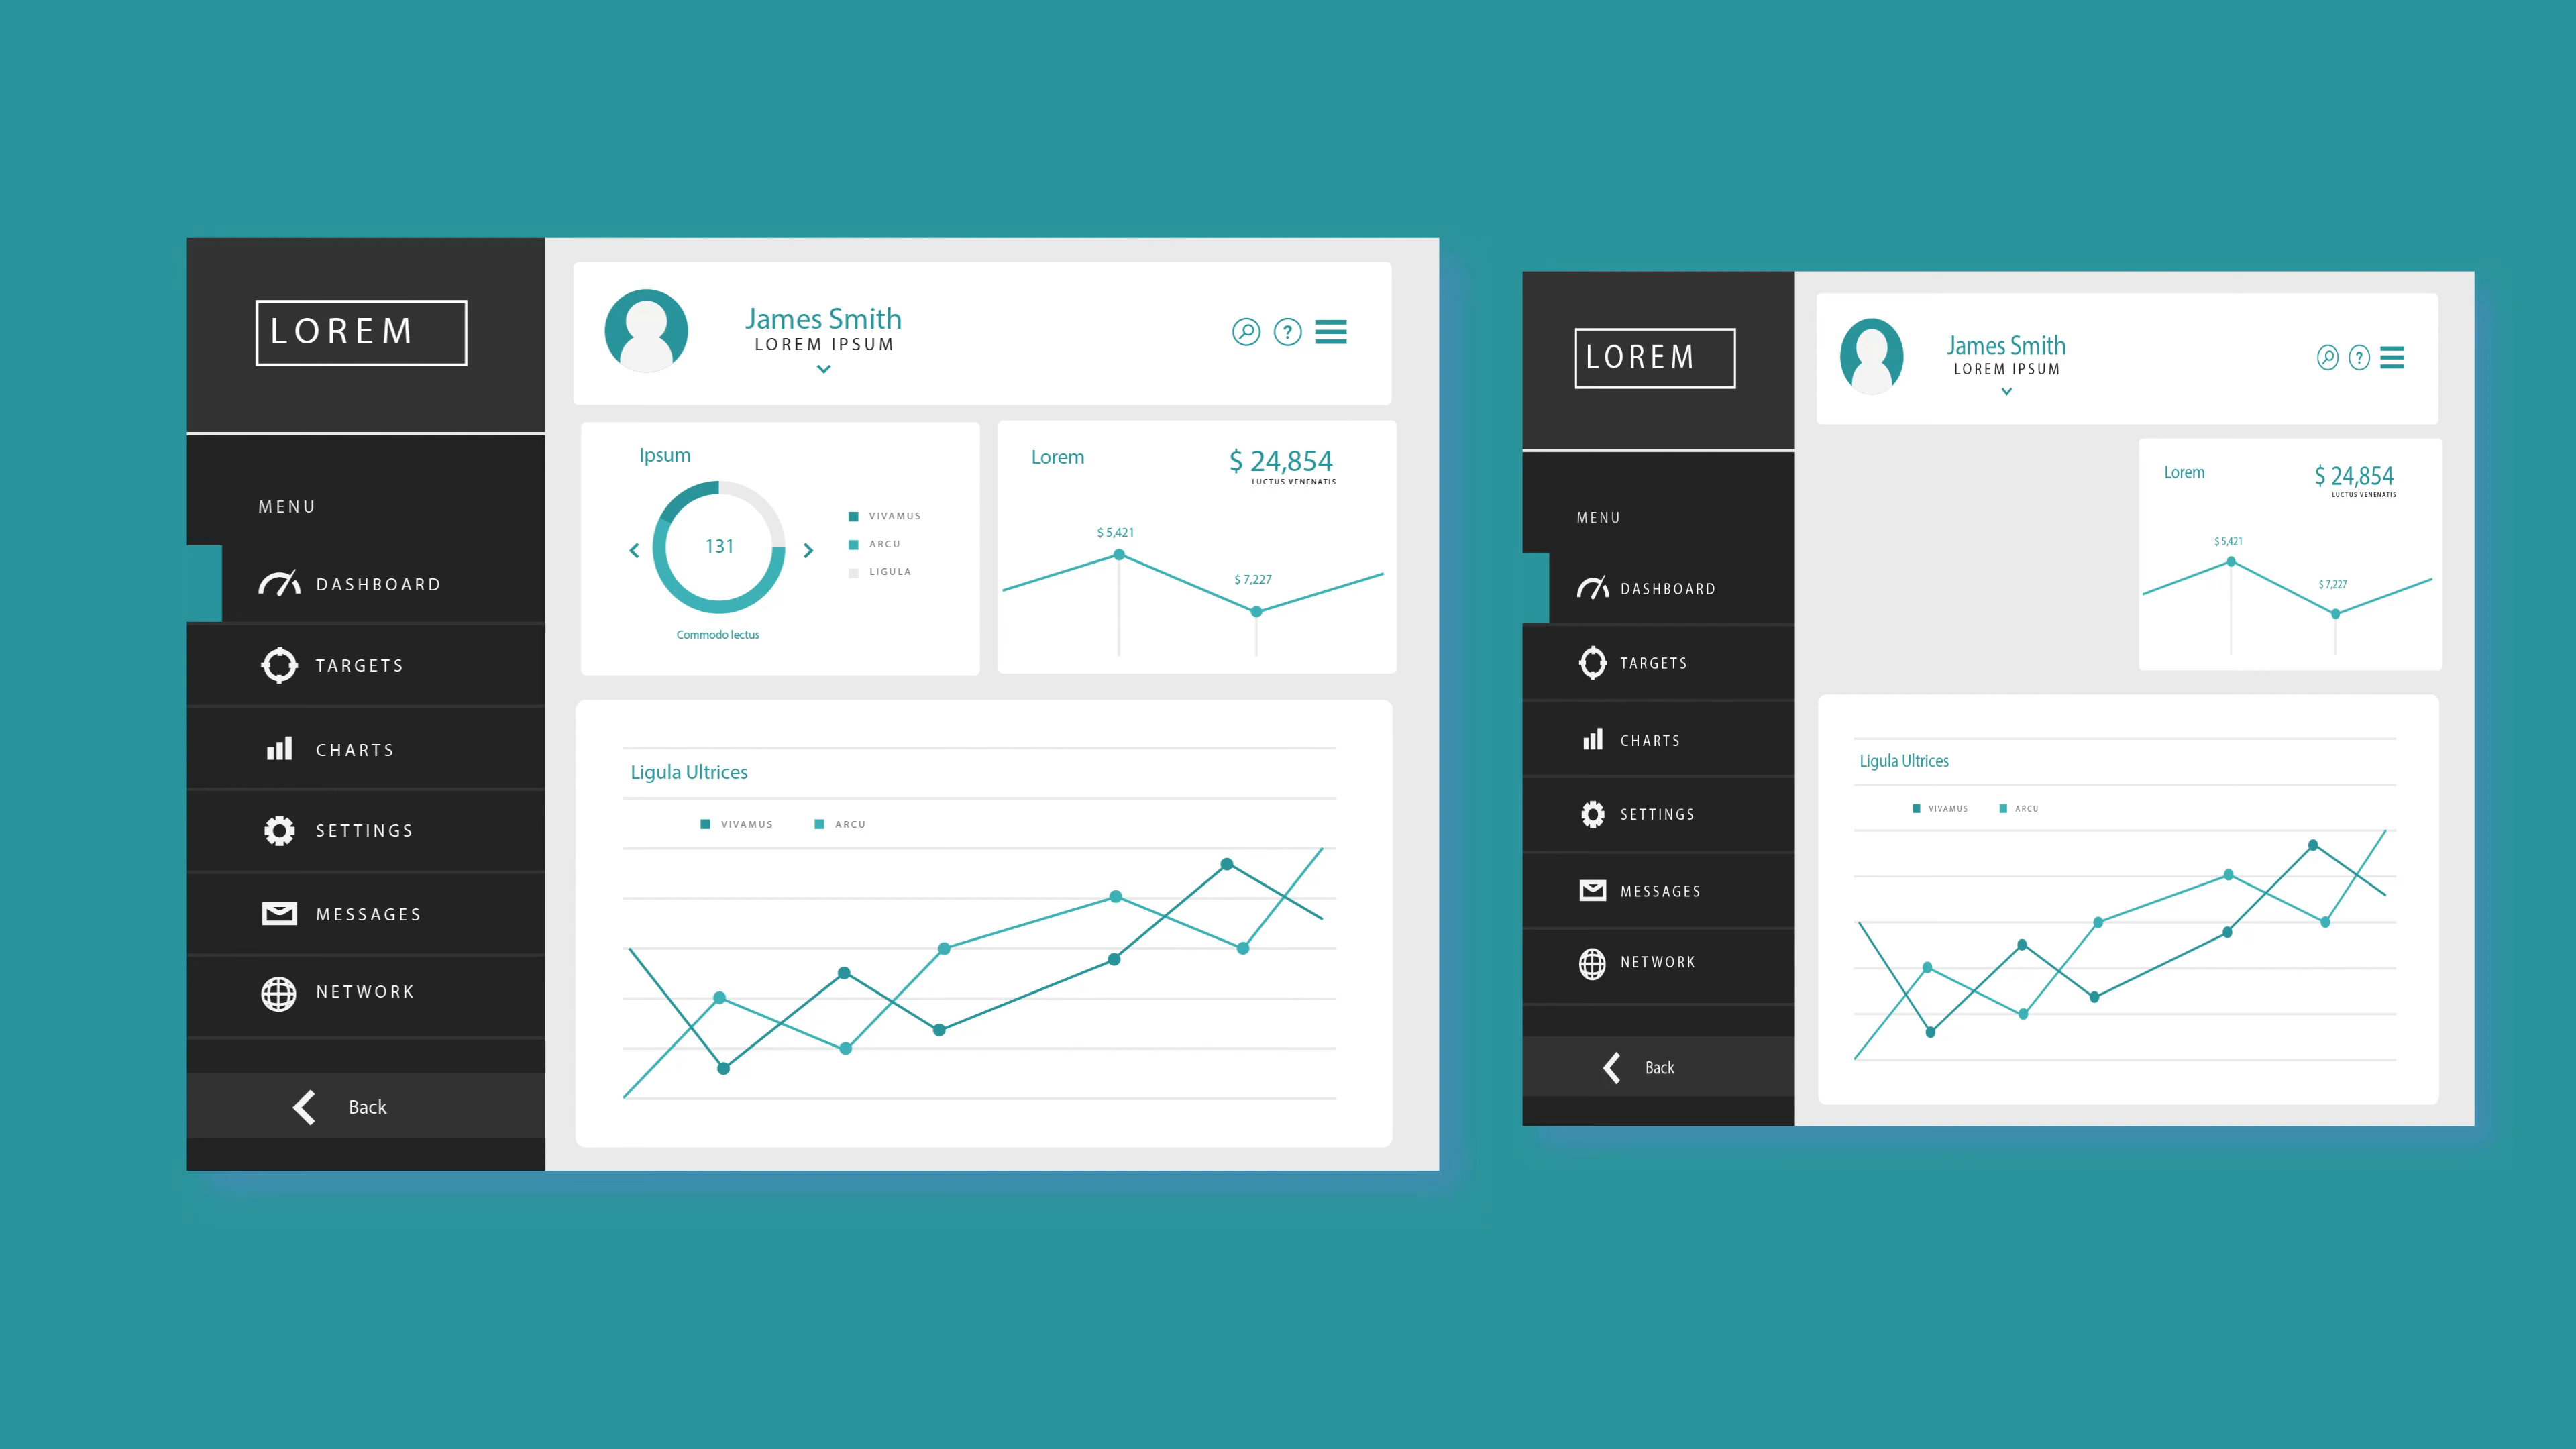 LOREM
MENU
DASHBOARD
TARGETS
CHARTS
SETTINGS
MESSAGES
NETWORK
Back
James Smith
LOREM IPSUM
?
Ipsum
131
VIVAMUS
ARCU
LIGULA
Commodo lectus
Lorem
$ 24,854
LUCTUS VENENATIS
$ 5,421
$ 7,227
Ligula Ultrices
VIVAMUS ARCU
LOREM
MENU
DASHBOARD
TARGETS
CHARTS
SETTINGS
MESSAGES
NETWORK
Back
James Smith
LOREM IPSUM
?
Lorem
$ 24,854
LUCTUS VENENATIS
$ 5,421
$ 7,227
Ligula Ultrices
VIVAMUS ARCU